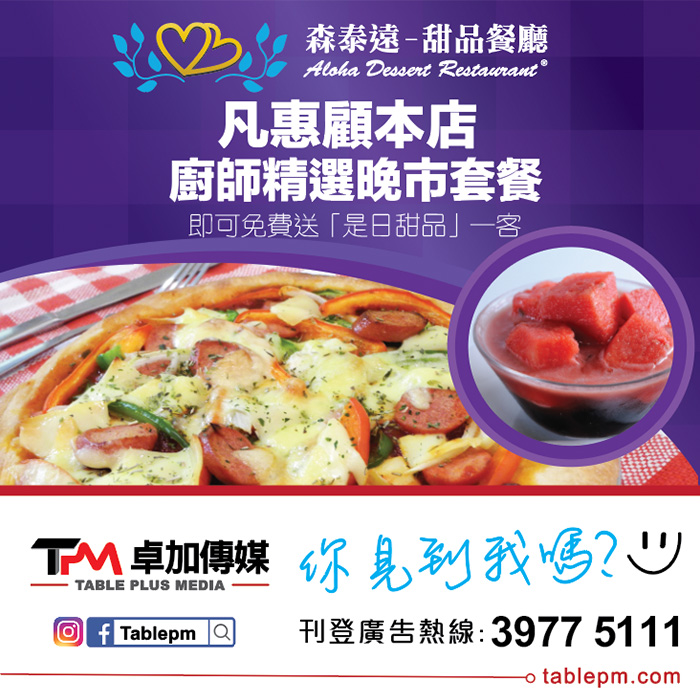 森泰遠-甜品餐廳
Aloha Dessert Restaurant®
凡惠顧本店
廚師精選晚市套餐
即可免費送「是日甜品」一客
TPM 卓加傳媒
TABLE PLUS MEDIA
你見到我嗎?
Tablepm
刊登廣告熱線:3977 5111
tablepm.com